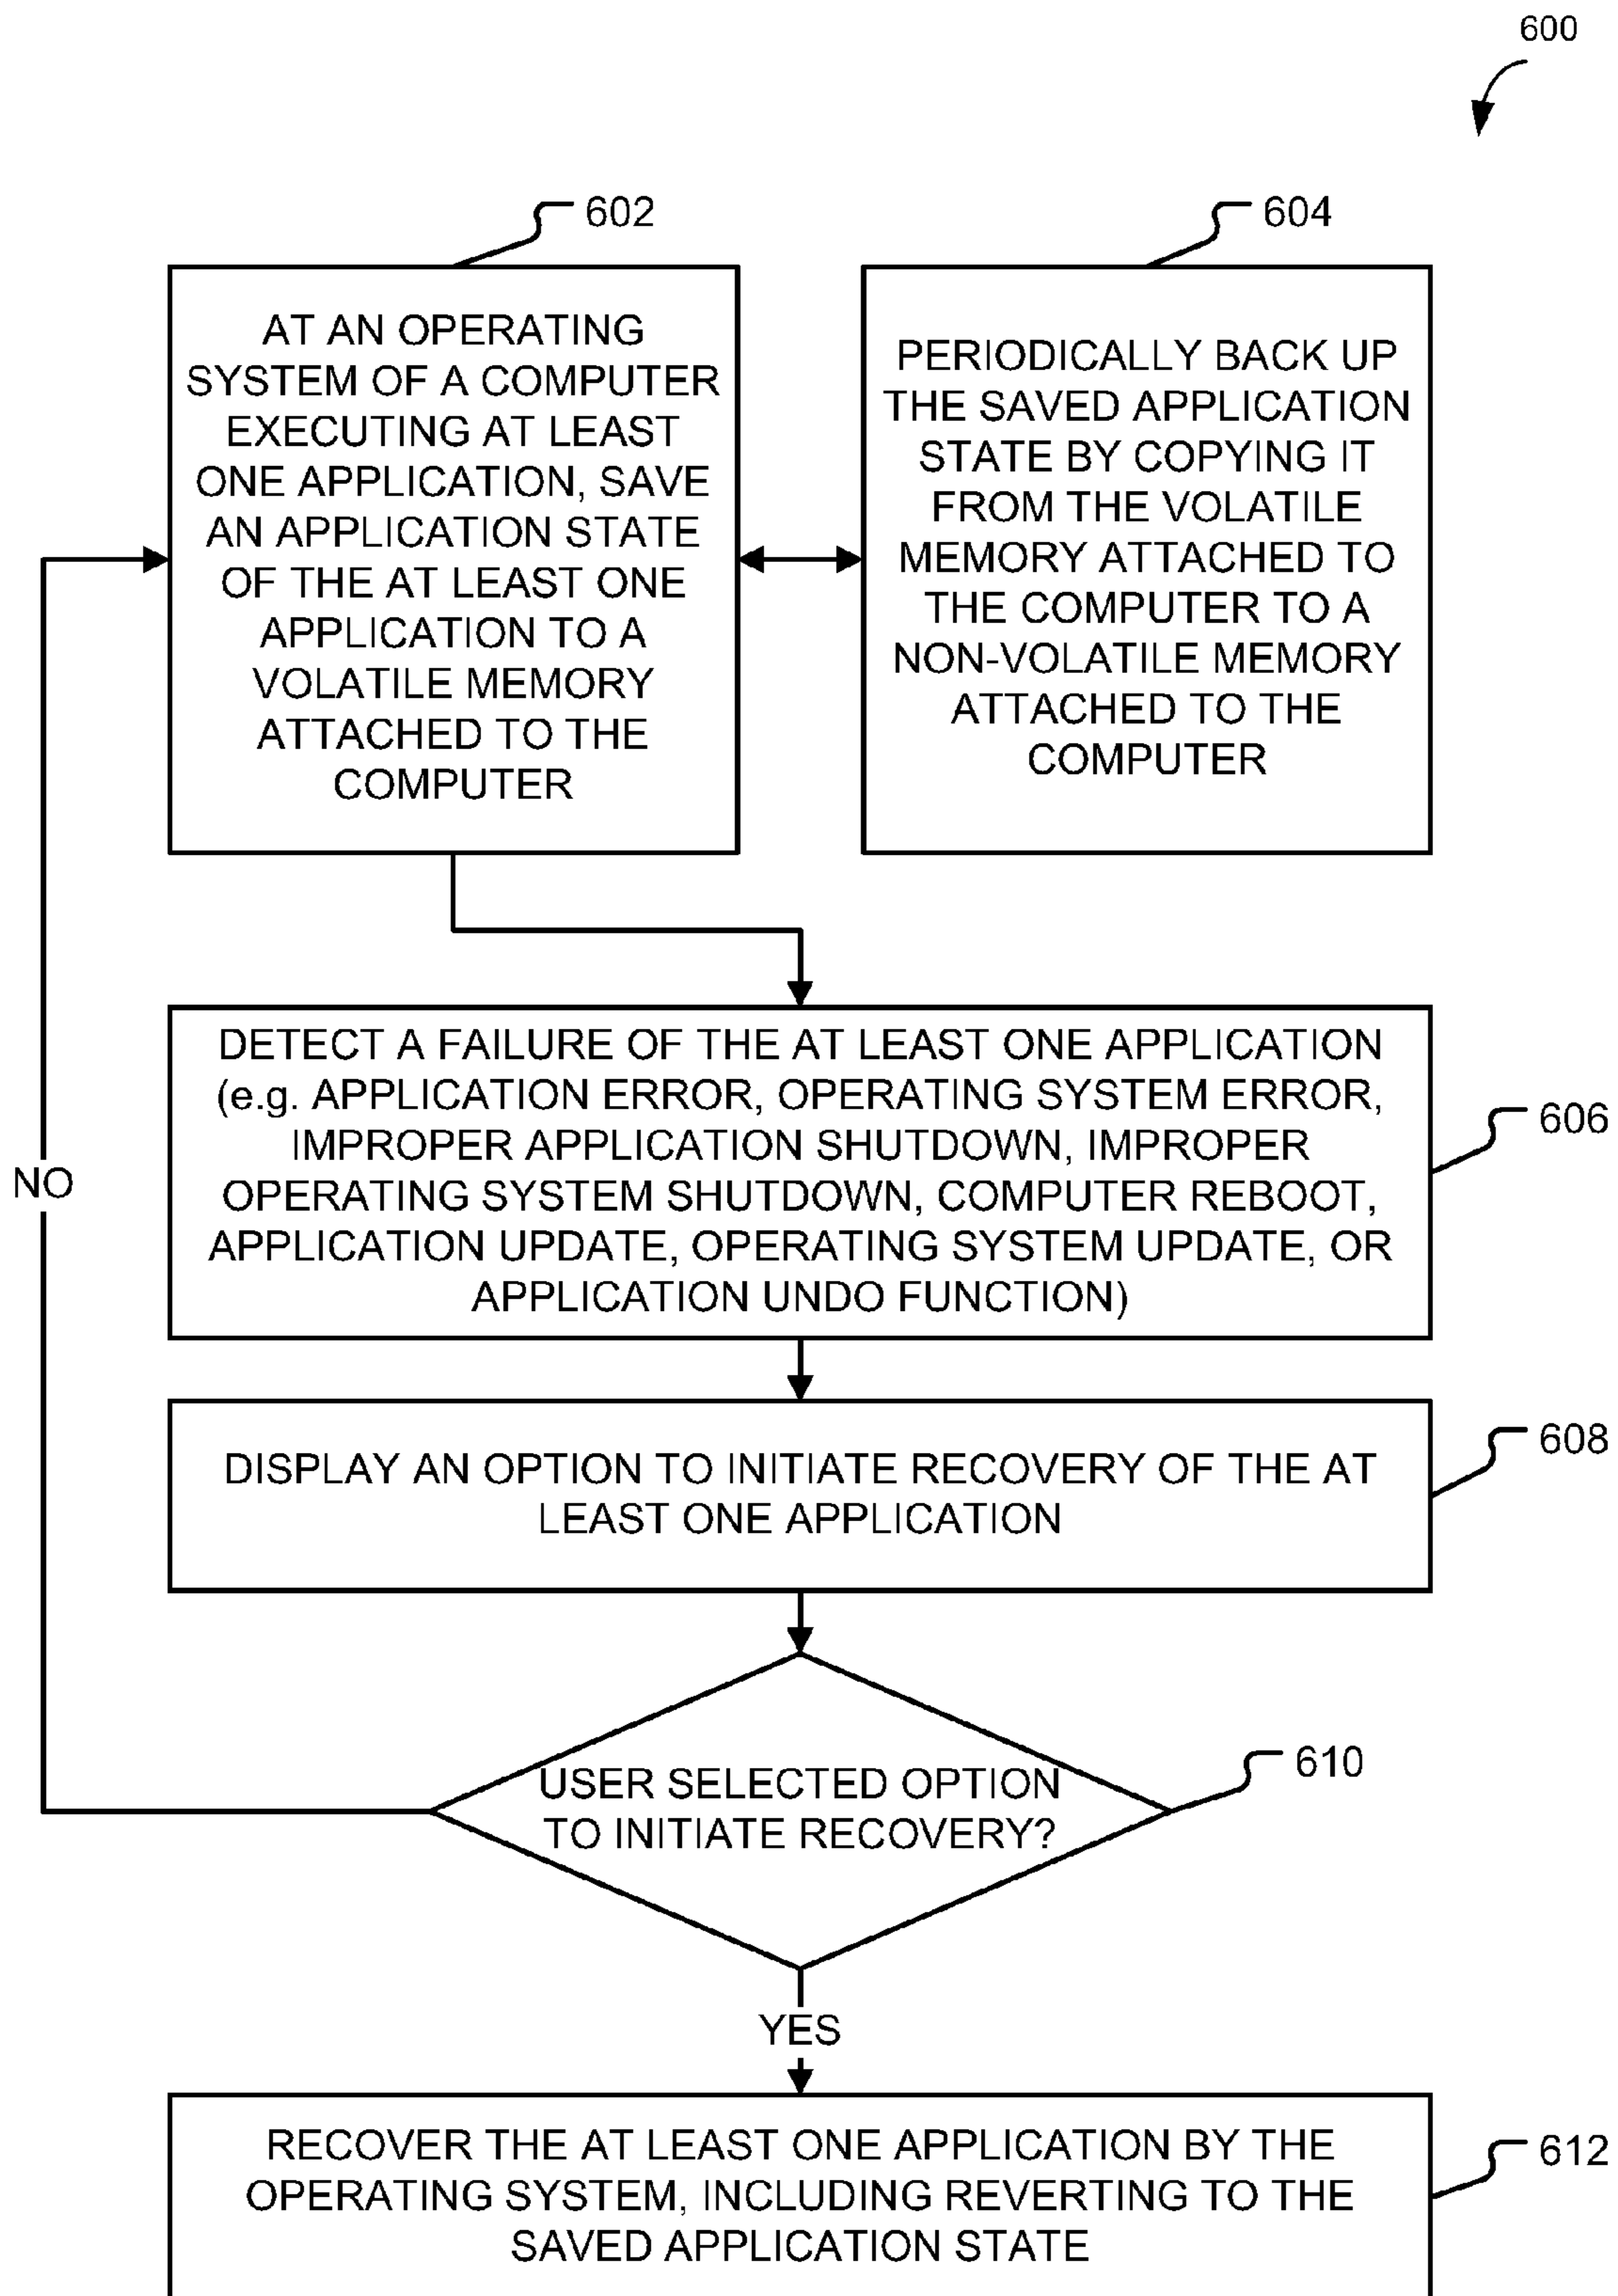 600
602
AT AN OPERATING
SYSTEM OF A COMPUTER
EXECUTING AT LEAST
ONE APPLICATION, SAVE
AN APPLICATION STATE
OF THE AT LEAST ONE
APPLICATION TO A
VOLATILE MEMORY
ATTACHED TO THE
COMPUTER
604
PERIODICALLY BACK UP
THE SAVED APPLICATION
STATE BY COPYING IT
FROM THE VOLATILE
MEMORY ATTACHED TO
THE COMPUTER TO A
NON-VOLATILE MEMORY
ATTACHED TO THE
COMPUTER
DETECT A FAILURE OF THE AT LEAST ONE APPLICATION
(e.g. APPLICATION ERROR, OPERATING SYSTEM ERROR,
IMPROPER APPLICATION SHUTDOWN, IMPROPER
OPERATING SYSTEM SHUTDOWN, COMPUTER REBOOT,
APPLICATION UPDATE, OPERATING SYSTEM UPDATE, OR
APPLICATION UNDO FUNCTION)
606
NO
DISPLAY AN OPTION TO INITIATE RECOVERY OF THE AT
LEAST ONE APPLICATION
608
USER SELECTED OPTION
TO INITIATE RECOVERY?
610
YES
RECOVER THE AT LEAST ONE APPLICATION BY THE
OPERATING SYSTEM, INCLUDING REVERTING TO THE
SAVED APPLICATION STATE
612